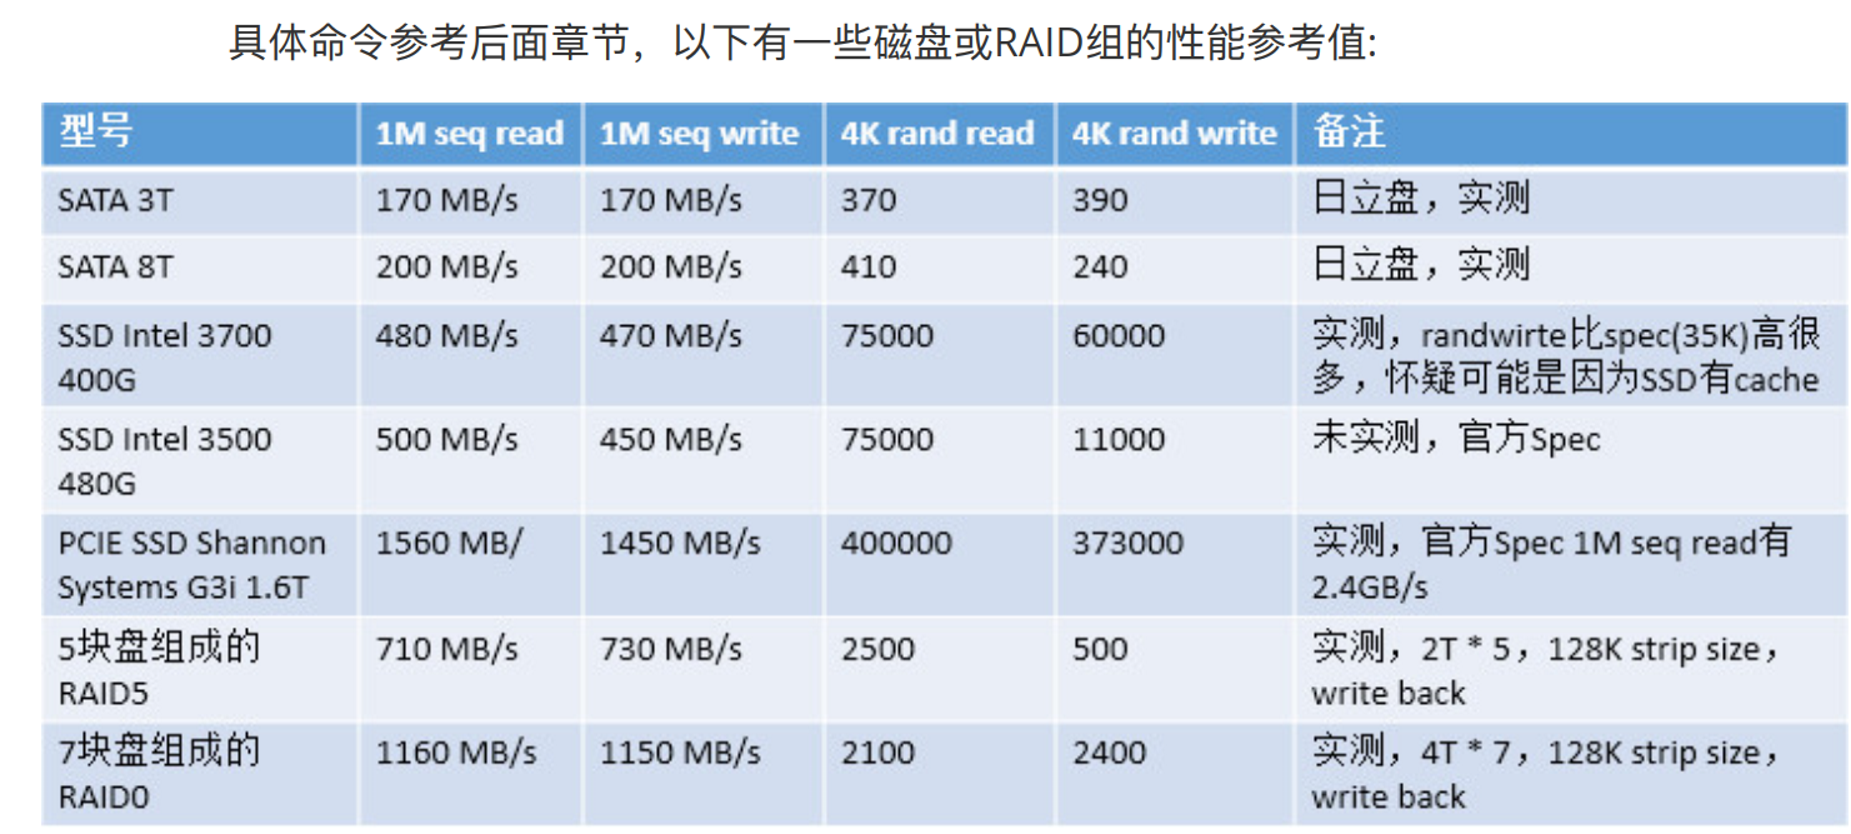 具体命令参考后面章节，以下有一些磁盘或RAID组的性能参考值:
型号 1M seq read 1M seq write 4K rand read 4K rand write 备注
SATA 3T 170 MB/s 170 MB/s 370 390 日立盘，实测
SATA 8T 200 MB/s 200 MB/s 410 240 日立盘，实测
SSD Intel 3700 480 MB/s 470 MB/s 75000 60000 实测，randwirte比spec(35K)高很
400G 多，怀疑可能是因为SSD有cache
SSD Intel 3500 500 MB/s 450 MB/s 75000 11000 未实测，官方Spec
480G
PCIE SSD Shannon 1560 MB/ 1450 MB/s 400000 373000 实测，官方Spec 1M seq read有
Systems G3i 1.6T 2.4GB/s
5块盘组成的 710 MB/s 730 MB/s 2500 500 实测，2T * 5，128K strip size，
RAID5 write back
7块盘组成的 1160 MB/s 1150 MB/s 2100 2400 实测，4T * 7，128K strip size，
RAID0 write back